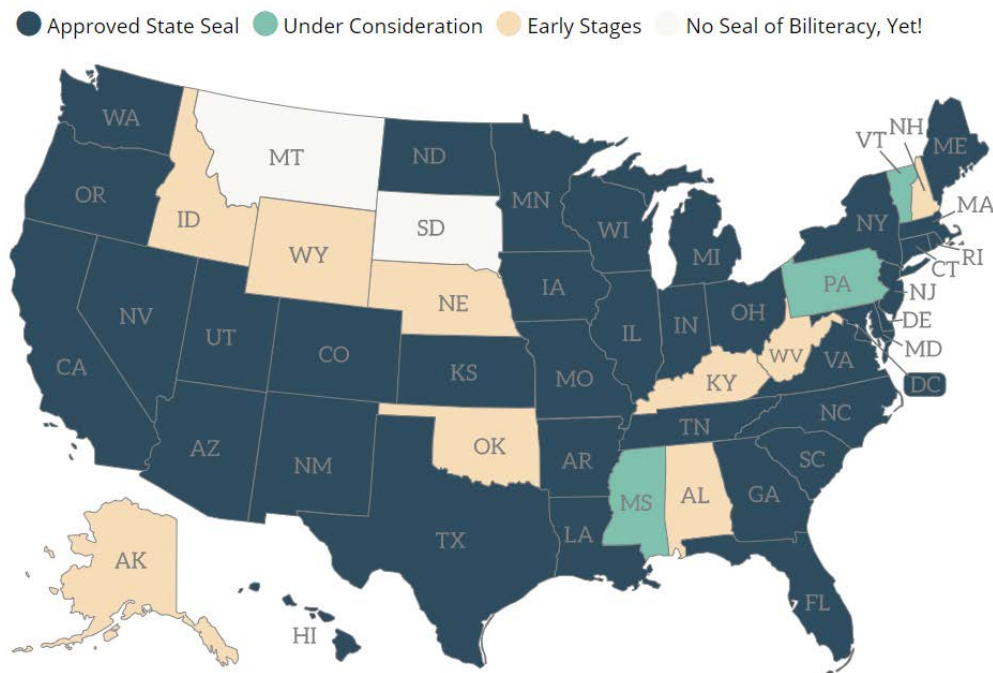 Approved State Seal Under Consideration Early Stages No Seal of Biliteracy, Yet!
WA
MT
ND
MN
VT
NH
ME
OR
ID
SD
WI
MI
NY
MA
WY
RI
CT
NE
IA
PA
NJ
NV
UT
CO
IL
IN
OH
DE
MD
CA
KS
MO
KY
WV
VA
DC
AZ
NM
OK
AR
TN
NC
SC
TX
LA
MS
AL
GA
AK
FL
HI